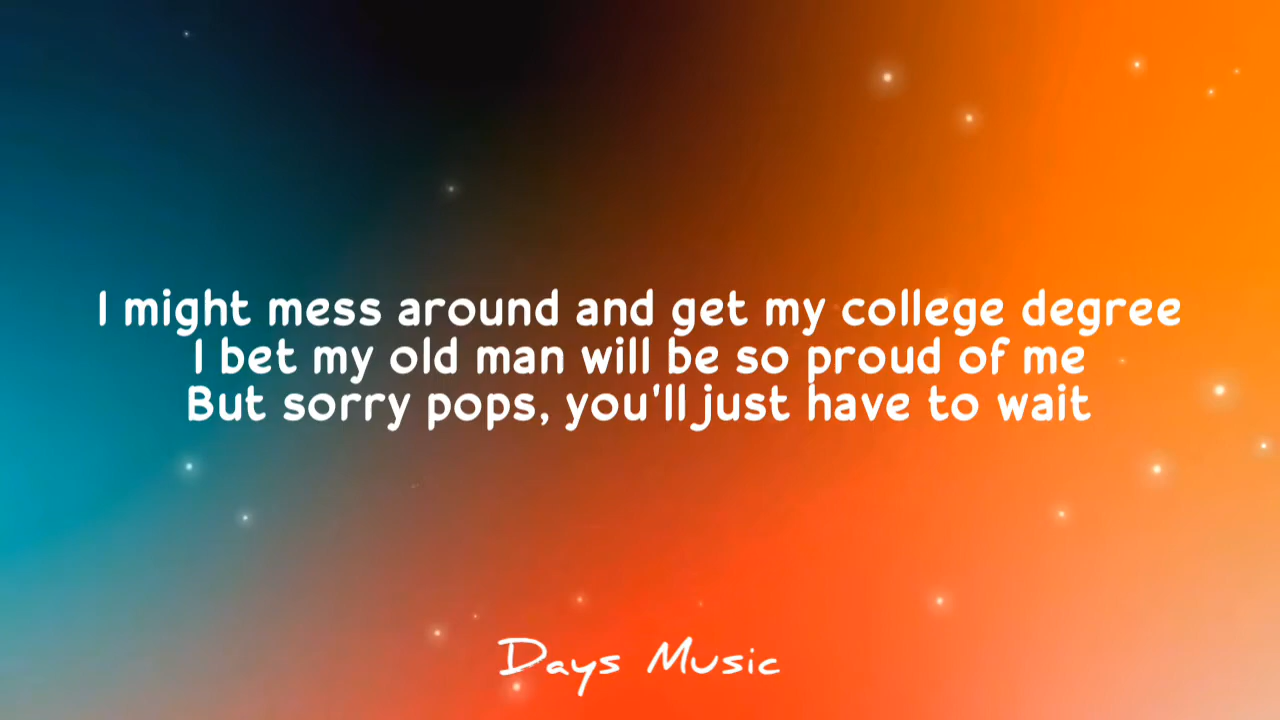 I might mess around and get my college degree
I bet my old man will be so proud of me
But sorry pops, you'll just have to wait
Days Music